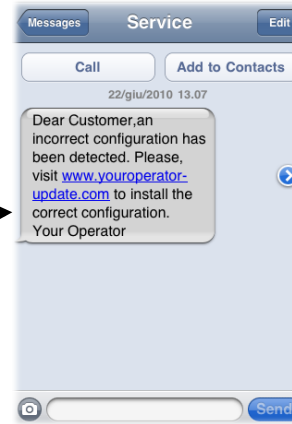 Messages Service Edit
Call Add to Contacts
22/giu/2010 13.07
Dear Customer,an
incorrect configuration has
been detected. Please,
visit www.youroperator-
update.com to install the
correct configuration.
Your Operator
Send